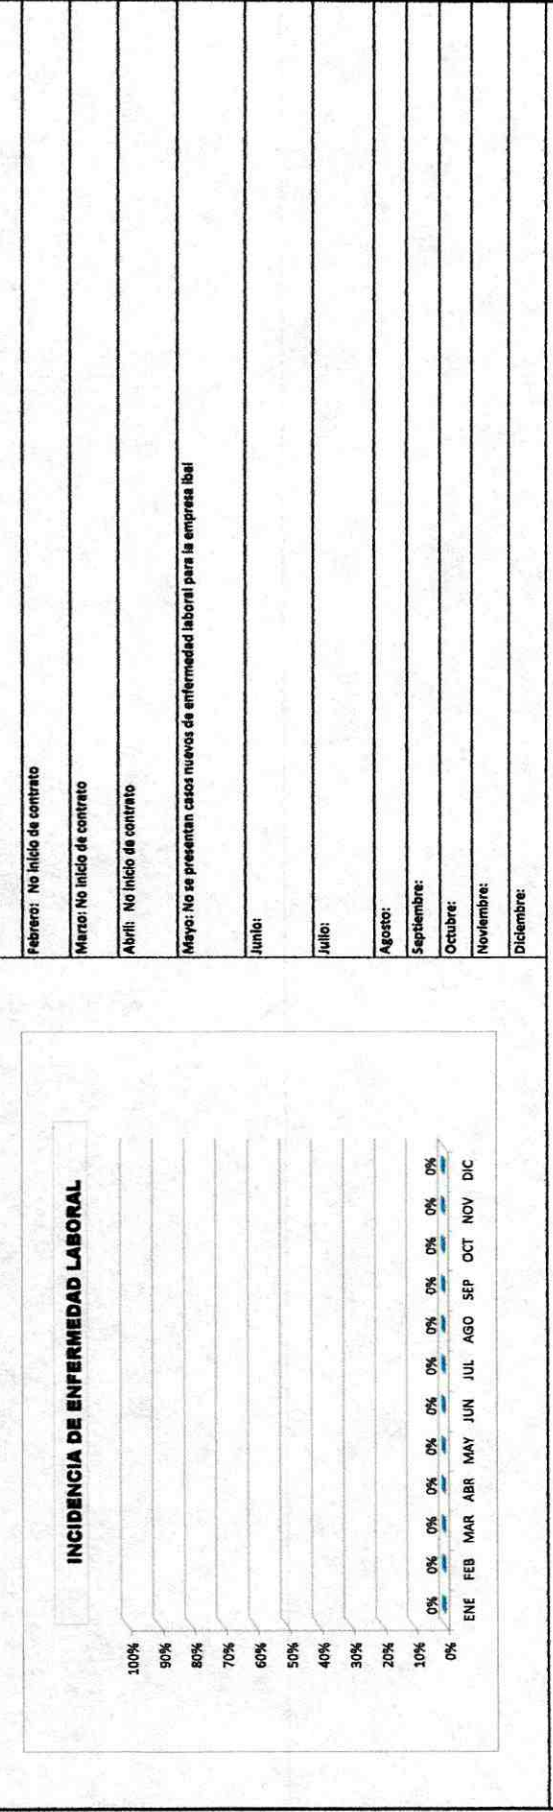 INCIDENCIA DE ENFERMEDAD LABORAL
100%
90%
80%
70%
60%
50%
40%
30%
20%
10%
0%
0% 0% 0% 0% 0% 0% 0% 0% 0% 0% 0% 0%
ENE FEB MAR ABR MAY JUN JUL AGO SEP OCT NOV DIC
Febrero: No inicio de contrato
Marzo: No inicio de contrato
Abril: No inicio de contrato
Mayo: No se presentan casos nuevos de enfermedad laboral para la empresa ibal
Junio:
Julio:
Agosto:
Septiembre:
Octubre:
Noviembre:
Diciembre: